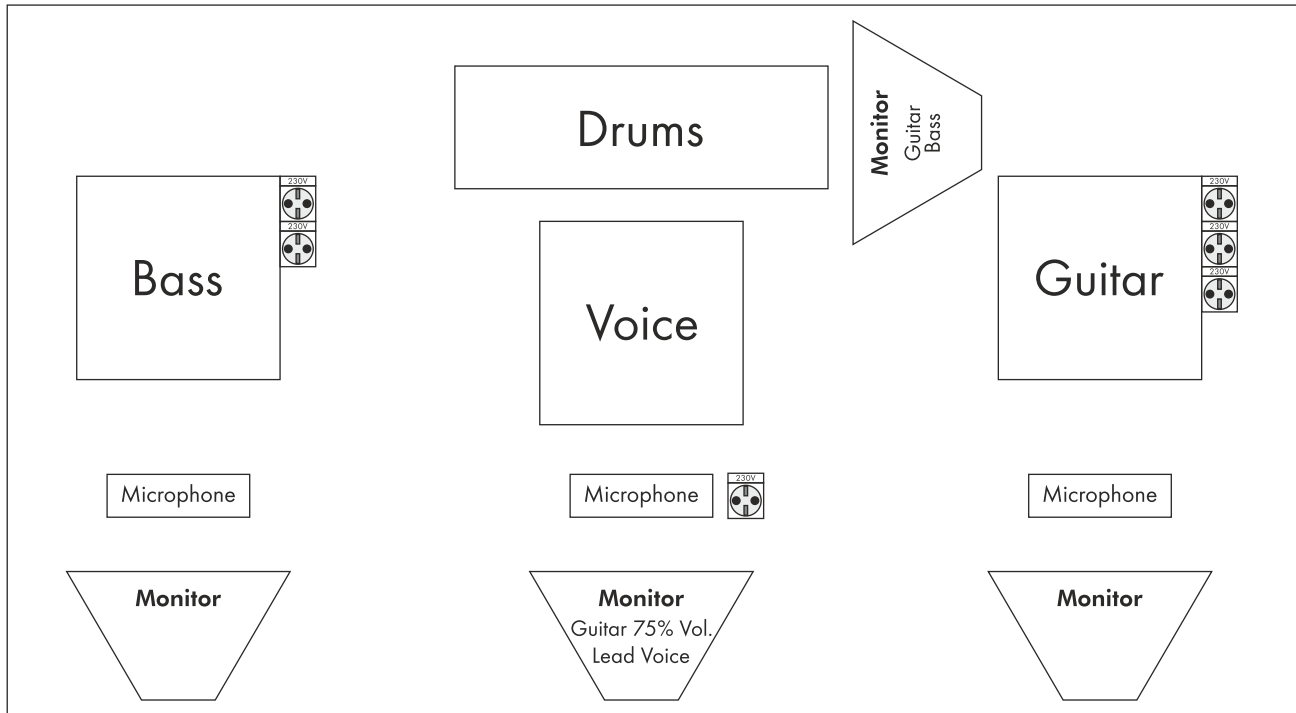 Drums
Monitor
Guitar
Bass
230V
230V
Bass
Voice
230V
230V
230V
Guitar
Microphone
Microphone
230V
Microphone
Monitor
Monitor
Guitar 75% Vol.
Lead Voice
Monitor